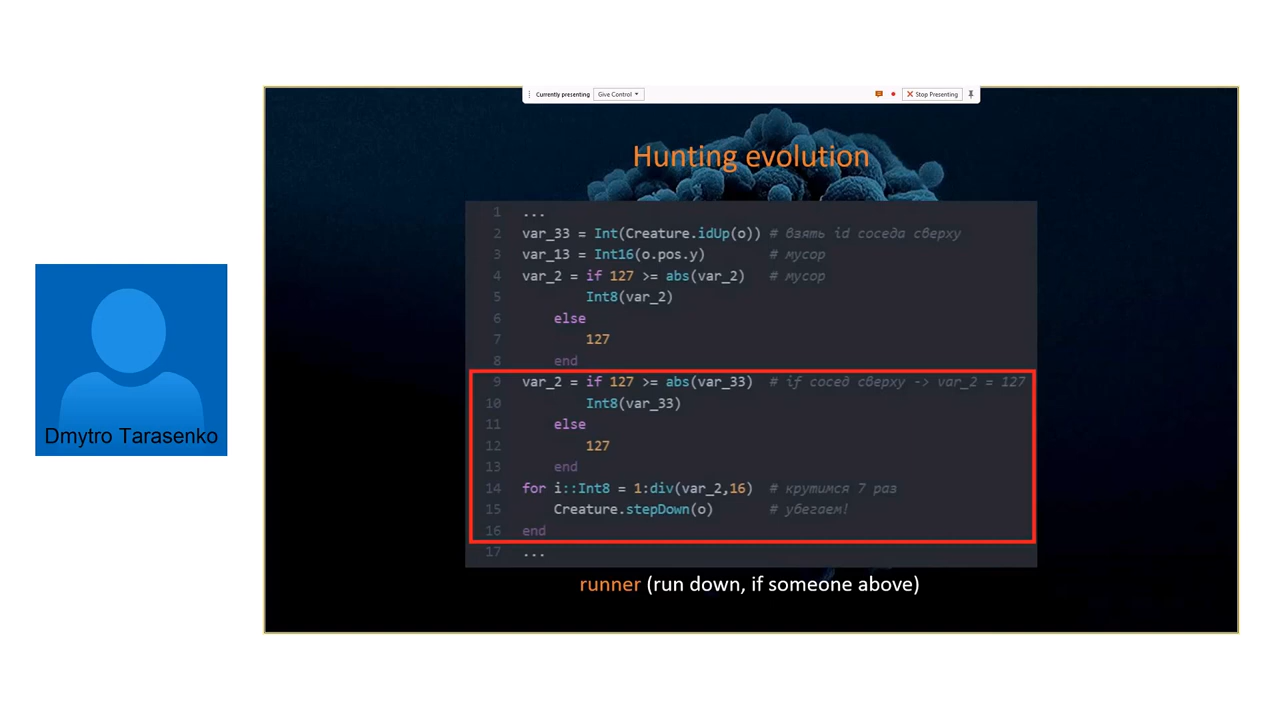 Currently presenting Give Control Stop Presenting
Hunting evolution
1 ...
2 var_33 = Int(Creature.idUp(o)) # взять id соседа сверху
3 var_13 = Int16(o.pos.y) # мусор
4 var_2 = if 127 >= abs(var_2) # мусор
5 Int8(var_2)
6 else
7 127
8 end
9 var_2 = if 127 >= abs(var_33) # if сосед сверху -> var_2 = 127
10 Int8(var_33)
11 else
12 127
13 end
14 for i::Int8 = 1:div(var_2,16) # крутимся 7 раз
15 Creature.stepDown(o) # убегаем!
16 end
17 ...
runner (run down, if someone above)
Dmytro Tarasenko